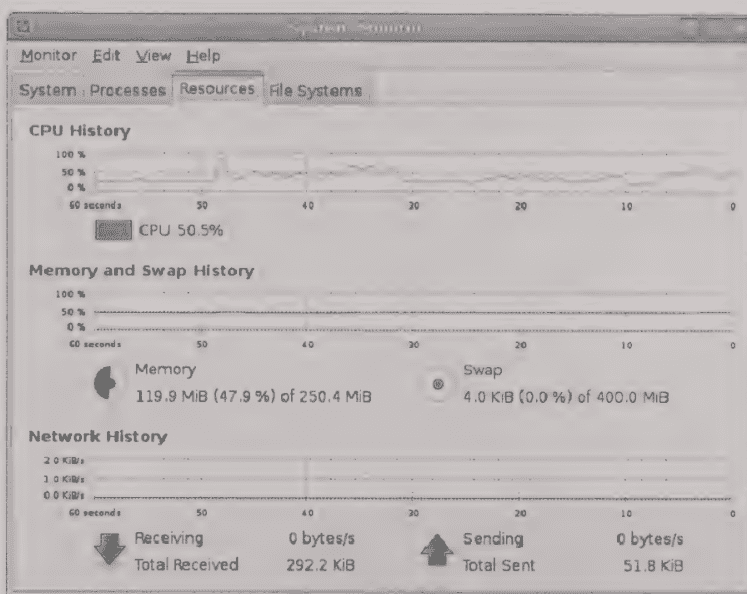 System Monitor
Monitor Edit View Help
System Processes Resources File Systems
CPU History
100 %
50 %
0 %
60 seconds 50 40 30 20 10 0
CPU 50.5%
Memory and Swap History
100 %
50 %
0 %
60 seconds 50 40 30 20 10 0
Memory Swap
119.9 MiB (47.9 %) of 250.4 MiB 4.0 KiB (0.0 %) of 400.0 MiB
Network History
2.0 KiB/s
1.0 KiB/s
0.0 KiB/s
60 seconds 50 40 30 20 10 0
Receiving 0 bytes/s Sending 0 bytes/s
Total Received 292.2 KiB Total Sent 51.8 KiB